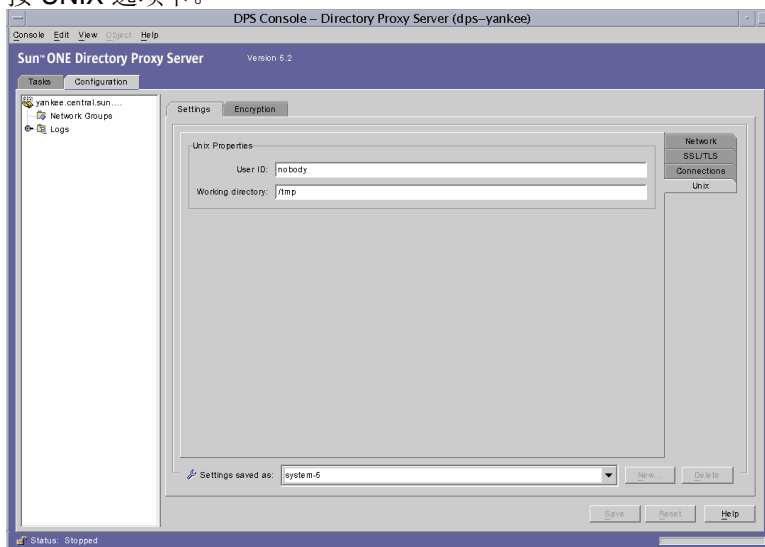 按 UNIX 选项卡。
DPS Console – Directory Proxy Server (dps–yankee)
Console Edit View Object Help
Sun™ ONE Directory Proxy Server Version 5.2
Tasks Configuration
yankee.central.sun....
Network Groups
Logs
Settings Encryption
Network
SSL/TLS
Connections
Unix
Unix Properties
User ID: nobody
Working directory: /tmp
Settings saved as: system-6 New... Delete
Save Reset Help
Status: Stopped